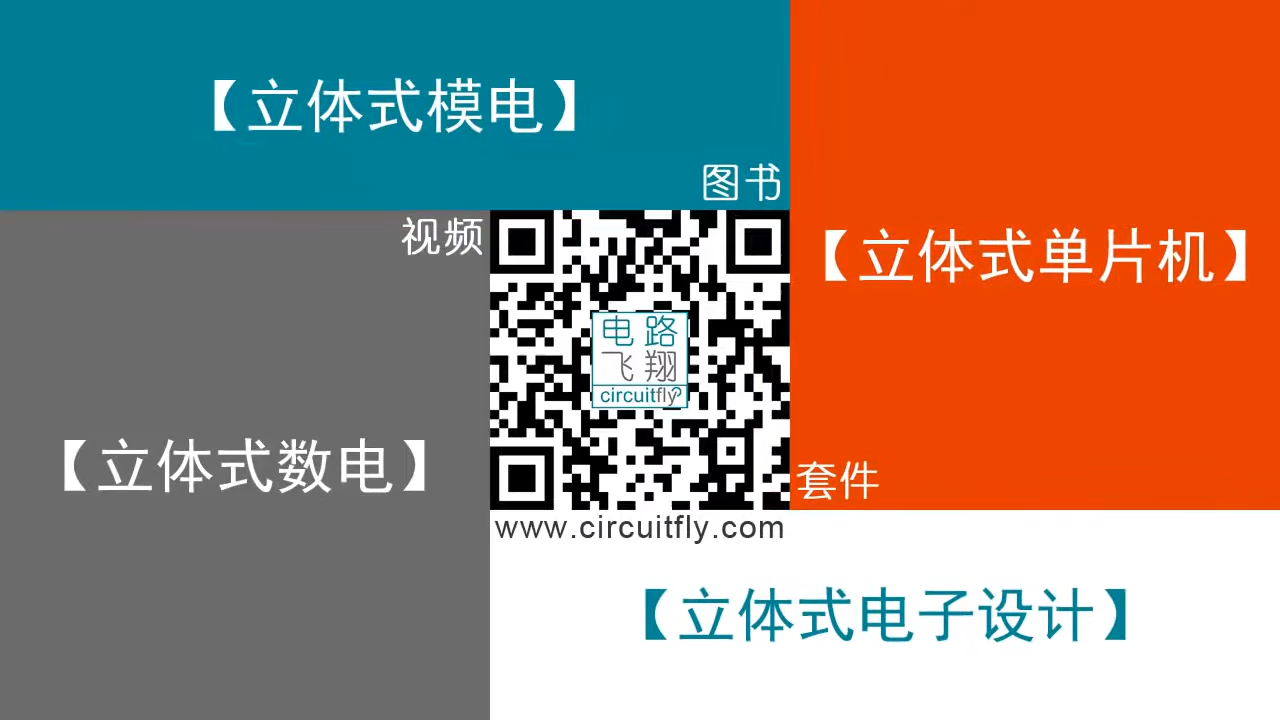 【立体式模电】
图书
视频
【立体式单片机】
电路
飞翔
circuitfly
【立体式数电】
套件
www.circuitfly.com
【立体式电子设计】